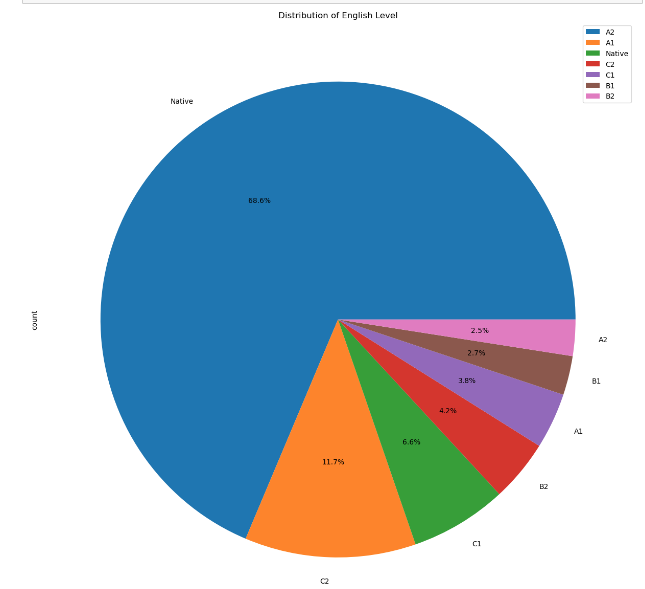 Distribution of English Level
A2
A1
Native
C2
C1
B1
B2
Native
68.6%
count
2.5%
A2
2.7%
B1
3.8%
A1
4.2%
B2
6.6%
C1
11.7%
C2